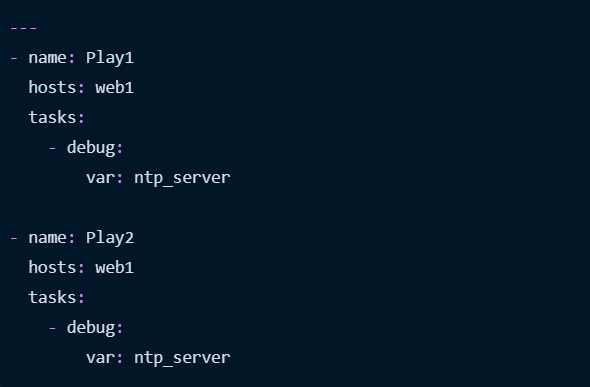 ---
- name: Play1
  hosts: web1
  tasks:
    - debug:
        var: ntp_server

- name: Play2
  hosts: web1
  tasks:
    - debug:
        var: ntp_server